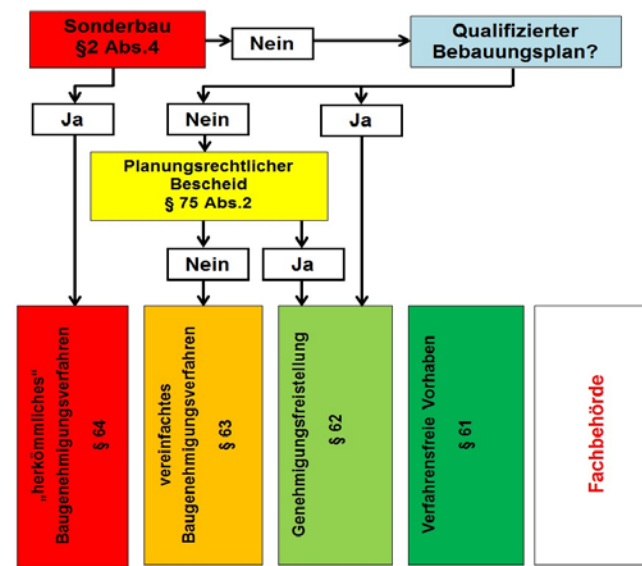 Sonderbau
§2 Abs.4
Nein
Qualifizierter
Bebauungsplan?
Ja
Nein
Ja
Planungsrechtlicher
Bescheid
§ 75 Abs.2
Nein
Ja
„herkömmliches“
Baugenehmigungsverfahren
§ 64
vereinfachtes
Baugenehmigungsverfahren
§ 63
Genehmigungsfreistellung
§ 62
Verfahrensfreie Vorhaben
§ 61
Fachbehörde